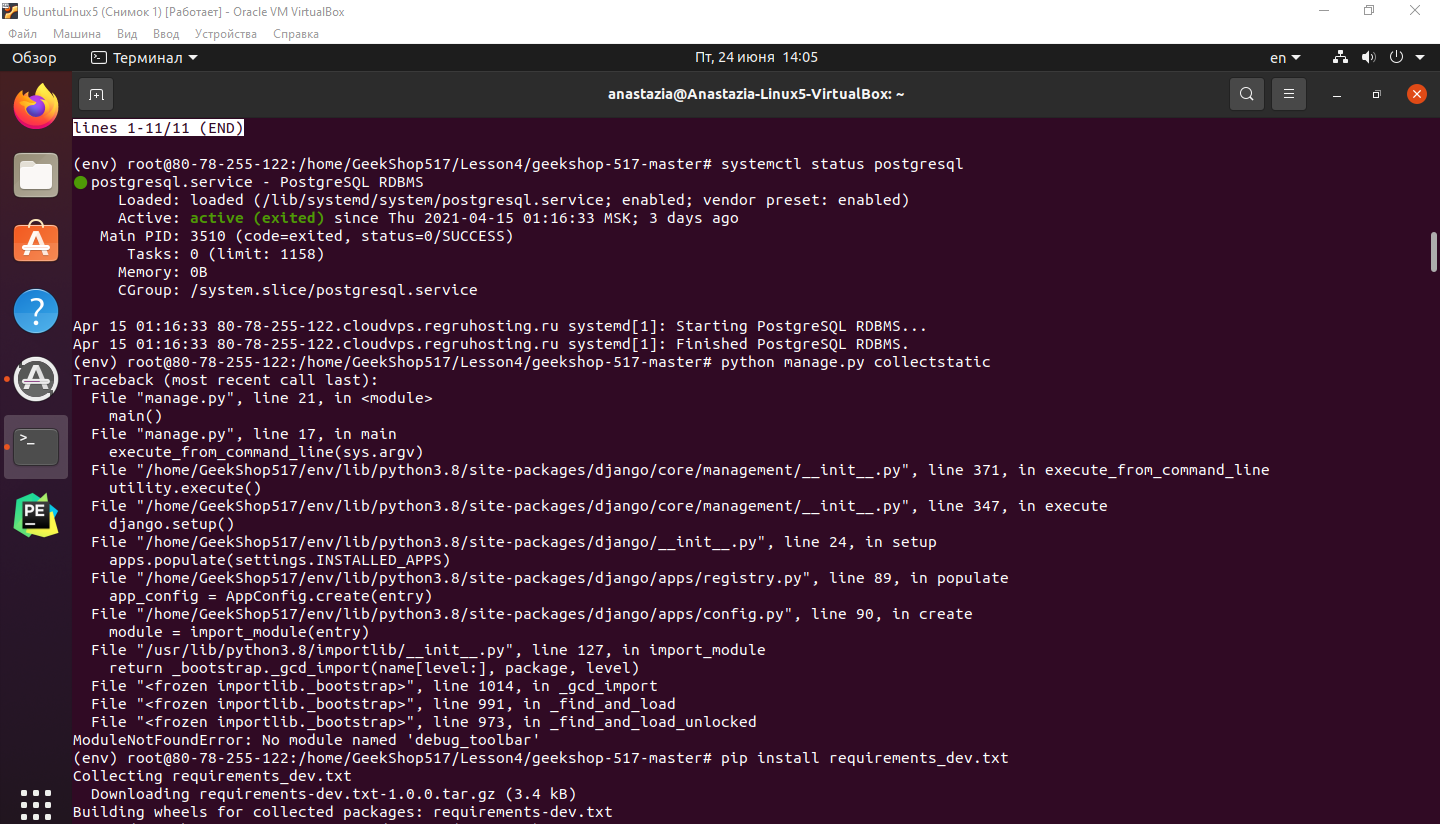 UbuntuLinux5 (Снимок 1) [Работает] - Oracle VM VirtualBox
Файл Машина Вид Ввод Устройства Справка
Обзор Терминал Пт, 24 июня 14:05 en
anastazia@Anastazia-Linux5-VirtualBox: ~
lines 1-11/11 (END)
(env) root@80-78-255-122:/home/GeekShop517/Lesson4/geekshop-517-master# systemctl status postgresql
postgresql.service - PostgreSQL RDBMS
Loaded: loaded (/lib/systemd/system/postgresql.service; enabled; vendor preset: enabled)
Active: active (exited) since Thu 2021-04-15 01:16:33 MSK; 3 days ago
Main PID: 3510 (code=exited, status=0/SUCCESS)
Tasks: 0 (limit: 1158)
Memory: 0B
CGroup: /system.slice/postgresql.service
Apr 15 01:16:33 80-78-255-122.cloudvps.regruhosting.ru systemd[1]: Starting PostgreSQL RDBMS...
Apr 15 01:16:33 80-78-255-122.cloudvps.regruhosting.ru systemd[1]: Finished PostgreSQL RDBMS.
(env) root@80-78-255-122:/home/GeekShop517/Lesson4/geekshop-517-master# python manage.py collectstatic
Traceback (most recent call last):
File "manage.py", line 21, in <module>
main()
File "manage.py", line 17, in main
execute_from_command_line(sys.argv)
File "/home/GeekShop517/env/lib/python3.8/site-packages/django/core/management/__init__.py", line 371, in execute_from_command_line
utility.execute()
File "/home/GeekShop517/env/lib/python3.8/site-packages/django/core/management/__init__.py", line 347, in execute
django.setup()
File "/home/GeekShop517/env/lib/python3.8/site-packages/django/__init__.py", line 24, in setup
apps.populate(settings.INSTALLED_APPS)
File "/home/GeekShop517/env/lib/python3.8/site-packages/django/apps/registry.py", line 89, in populate
app_config = AppConfig.create(entry)
File "/home/GeekShop517/env/lib/python3.8/site-packages/django/apps/config.py", line 90, in create
module = import_module(entry)
File "/usr/lib/python3.8/importlib/__init__.py", line 127, in import_module
return _bootstrap._gcd_import(name[level:], package, level)
File "<frozen importlib._bootstrap>", line 1014, in _gcd_import
File "<frozen importlib._bootstrap>", line 991, in _find_and_load
File "<frozen importlib._bootstrap>", line 973, in _find_and_load_unlocked
ModuleNotFoundError: No module named 'debug_toolbar'
(env) root@80-78-255-122:/home/GeekShop517/Lesson4/geekshop-517-master# pip install requirements_dev.txt
Collecting requirements_dev.txt
Downloading requirements-dev.txt-1.0.0.tar.gz (3.4 kB)
Building wheels for collected packages: requirements-dev.txt
PE